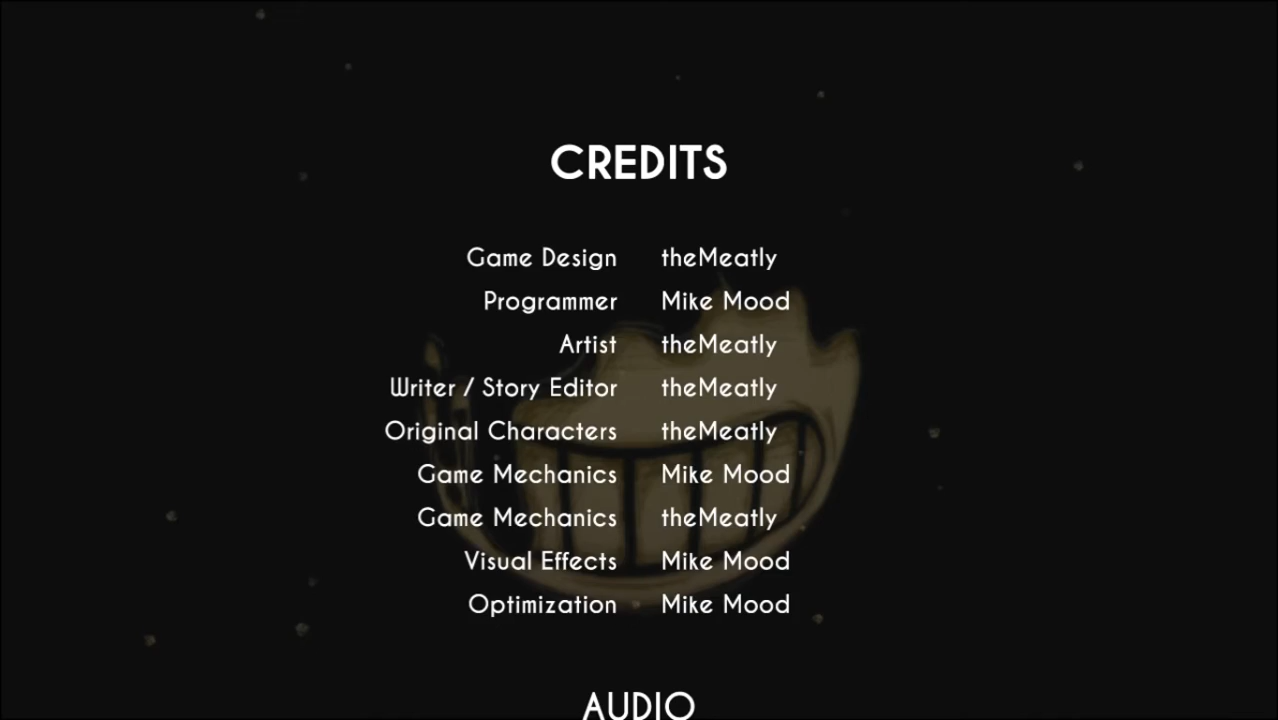 CREDITS
Game Design theMeatly
Programmer Mike Mood
Artist theMeatly
Writer / Story Editor theMeatly
Original Characters theMeatly
Game Mechanics Mike Mood
Game Mechanics theMeatly
Visual Effects Mike Mood
Optimization Mike Mood
AUDIO